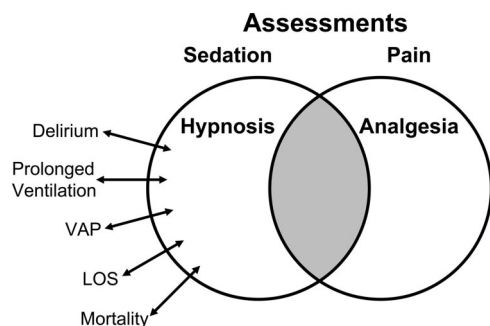 Assessments
Sedation
Pain
Hypnosis
Analgesia
Delirium
Prolonged
Ventilation
VAP
LOS
Mortality